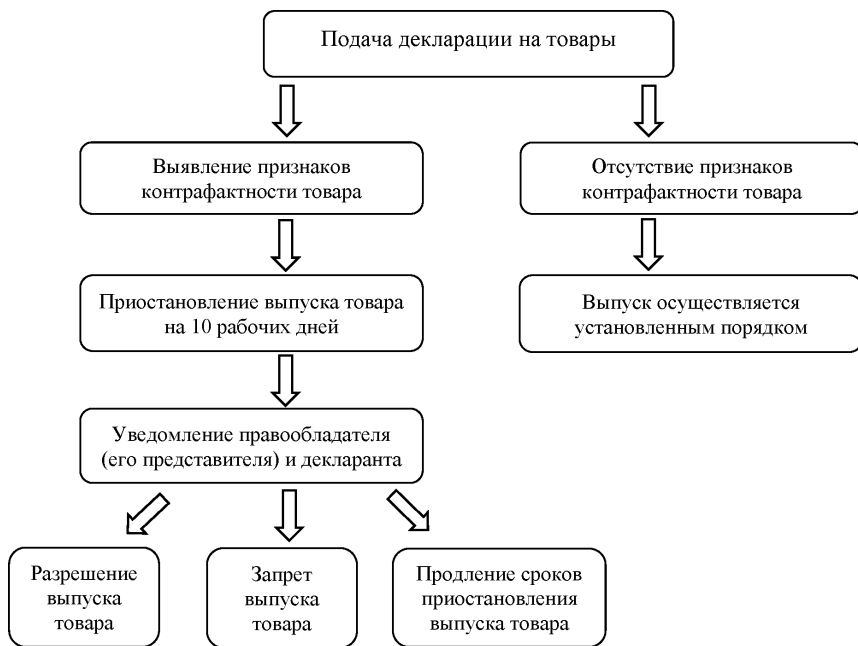 Подача декларации на товары
Выявление признаков
контрафактности товара
Отсутствие признаков
контрафактности товара
Приостановление выпуска товара
на 10 рабочих дней
Выпуск осуществляется
установленным порядком
Уведомление правообладателя
(его представителя) и декларанта
Разрешение
выпуска
товара
Запрет
выпуска
товара
Продление сроков
приостановления
выпуска товара